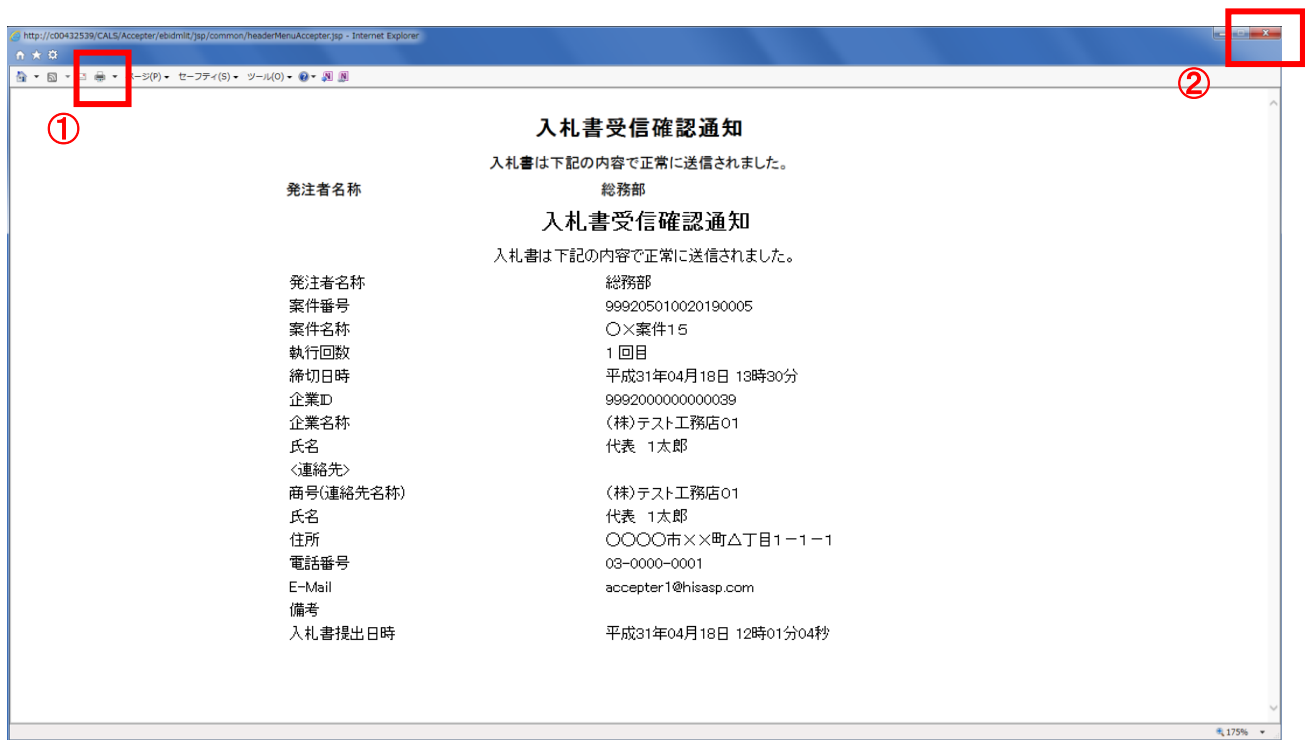 http://c00432539/CALS/Accepter/ebidmlit/jsp/common/headerMenuAccepter.jsp - Internet Explorer
ページ(P) セーフティ(S) ツール(O)
①
②
入札書受信確認通知
入札書は下記の内容で正常に送信されました。
発注者名称 総務部
入札書受信確認通知
入札書は下記の内容で正常に送信されました。
発注者名称 総務部
案件番号 999205010020190005
案件名称 〇×案件15
執行回数 1回目
締切日時 平成31年04月18日 13時30分
企業ID 9992000000000039
企業名称 (株)テスト工務店01
氏名 代表 1太郎
<連絡先>
商号(連絡先名称) (株)テスト工務店01
氏名 代表 1太郎
住所 〇〇〇〇市××町△丁目1-1-1
電話番号 03-0000-0001
E-Mail accepter1@hisasp.com
備考
入札書提出日時 平成31年04月18日 12時01分04秒
175%